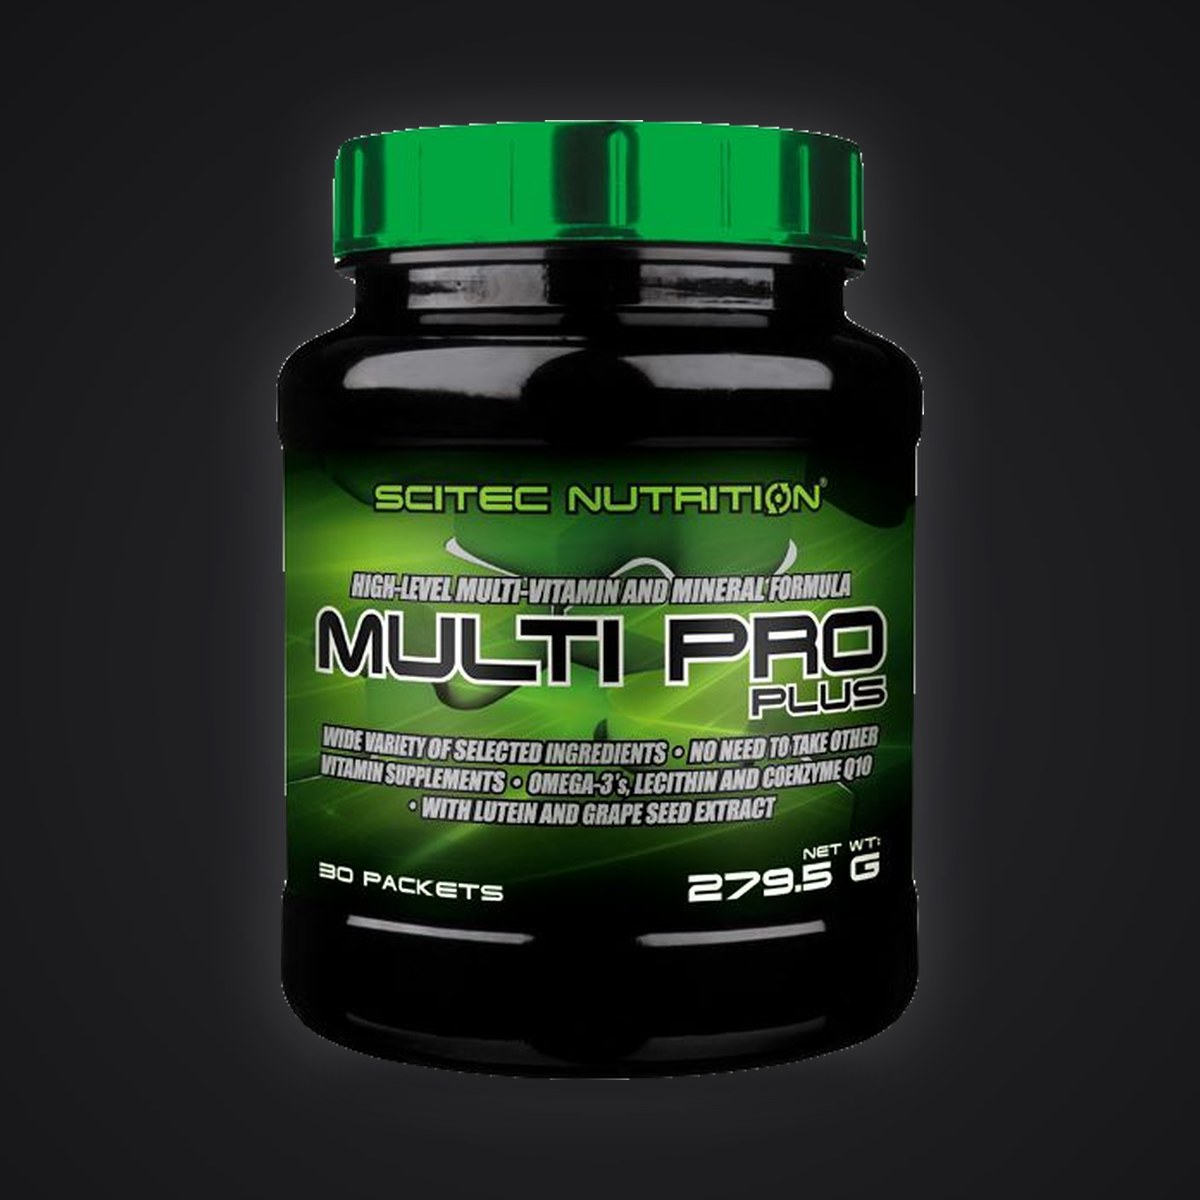 SCITEC NUTRITION®
HIGH-LEVEL MULTI-VITAMIN AND MINERAL FORMULA
MULTI PRO
PLUS
WIDE VARIETY OF SELECTED INGREDIENTS • NO NEED TO TAKE OTHER
VITAMIN SUPPLEMENTS • OMEGA-3's, LECITHIN AND COENZYME Q10
• WITH LUTEIN AND GRAPE SEED EXTRACT
30 PACKETS
NET WT:
279.5 G